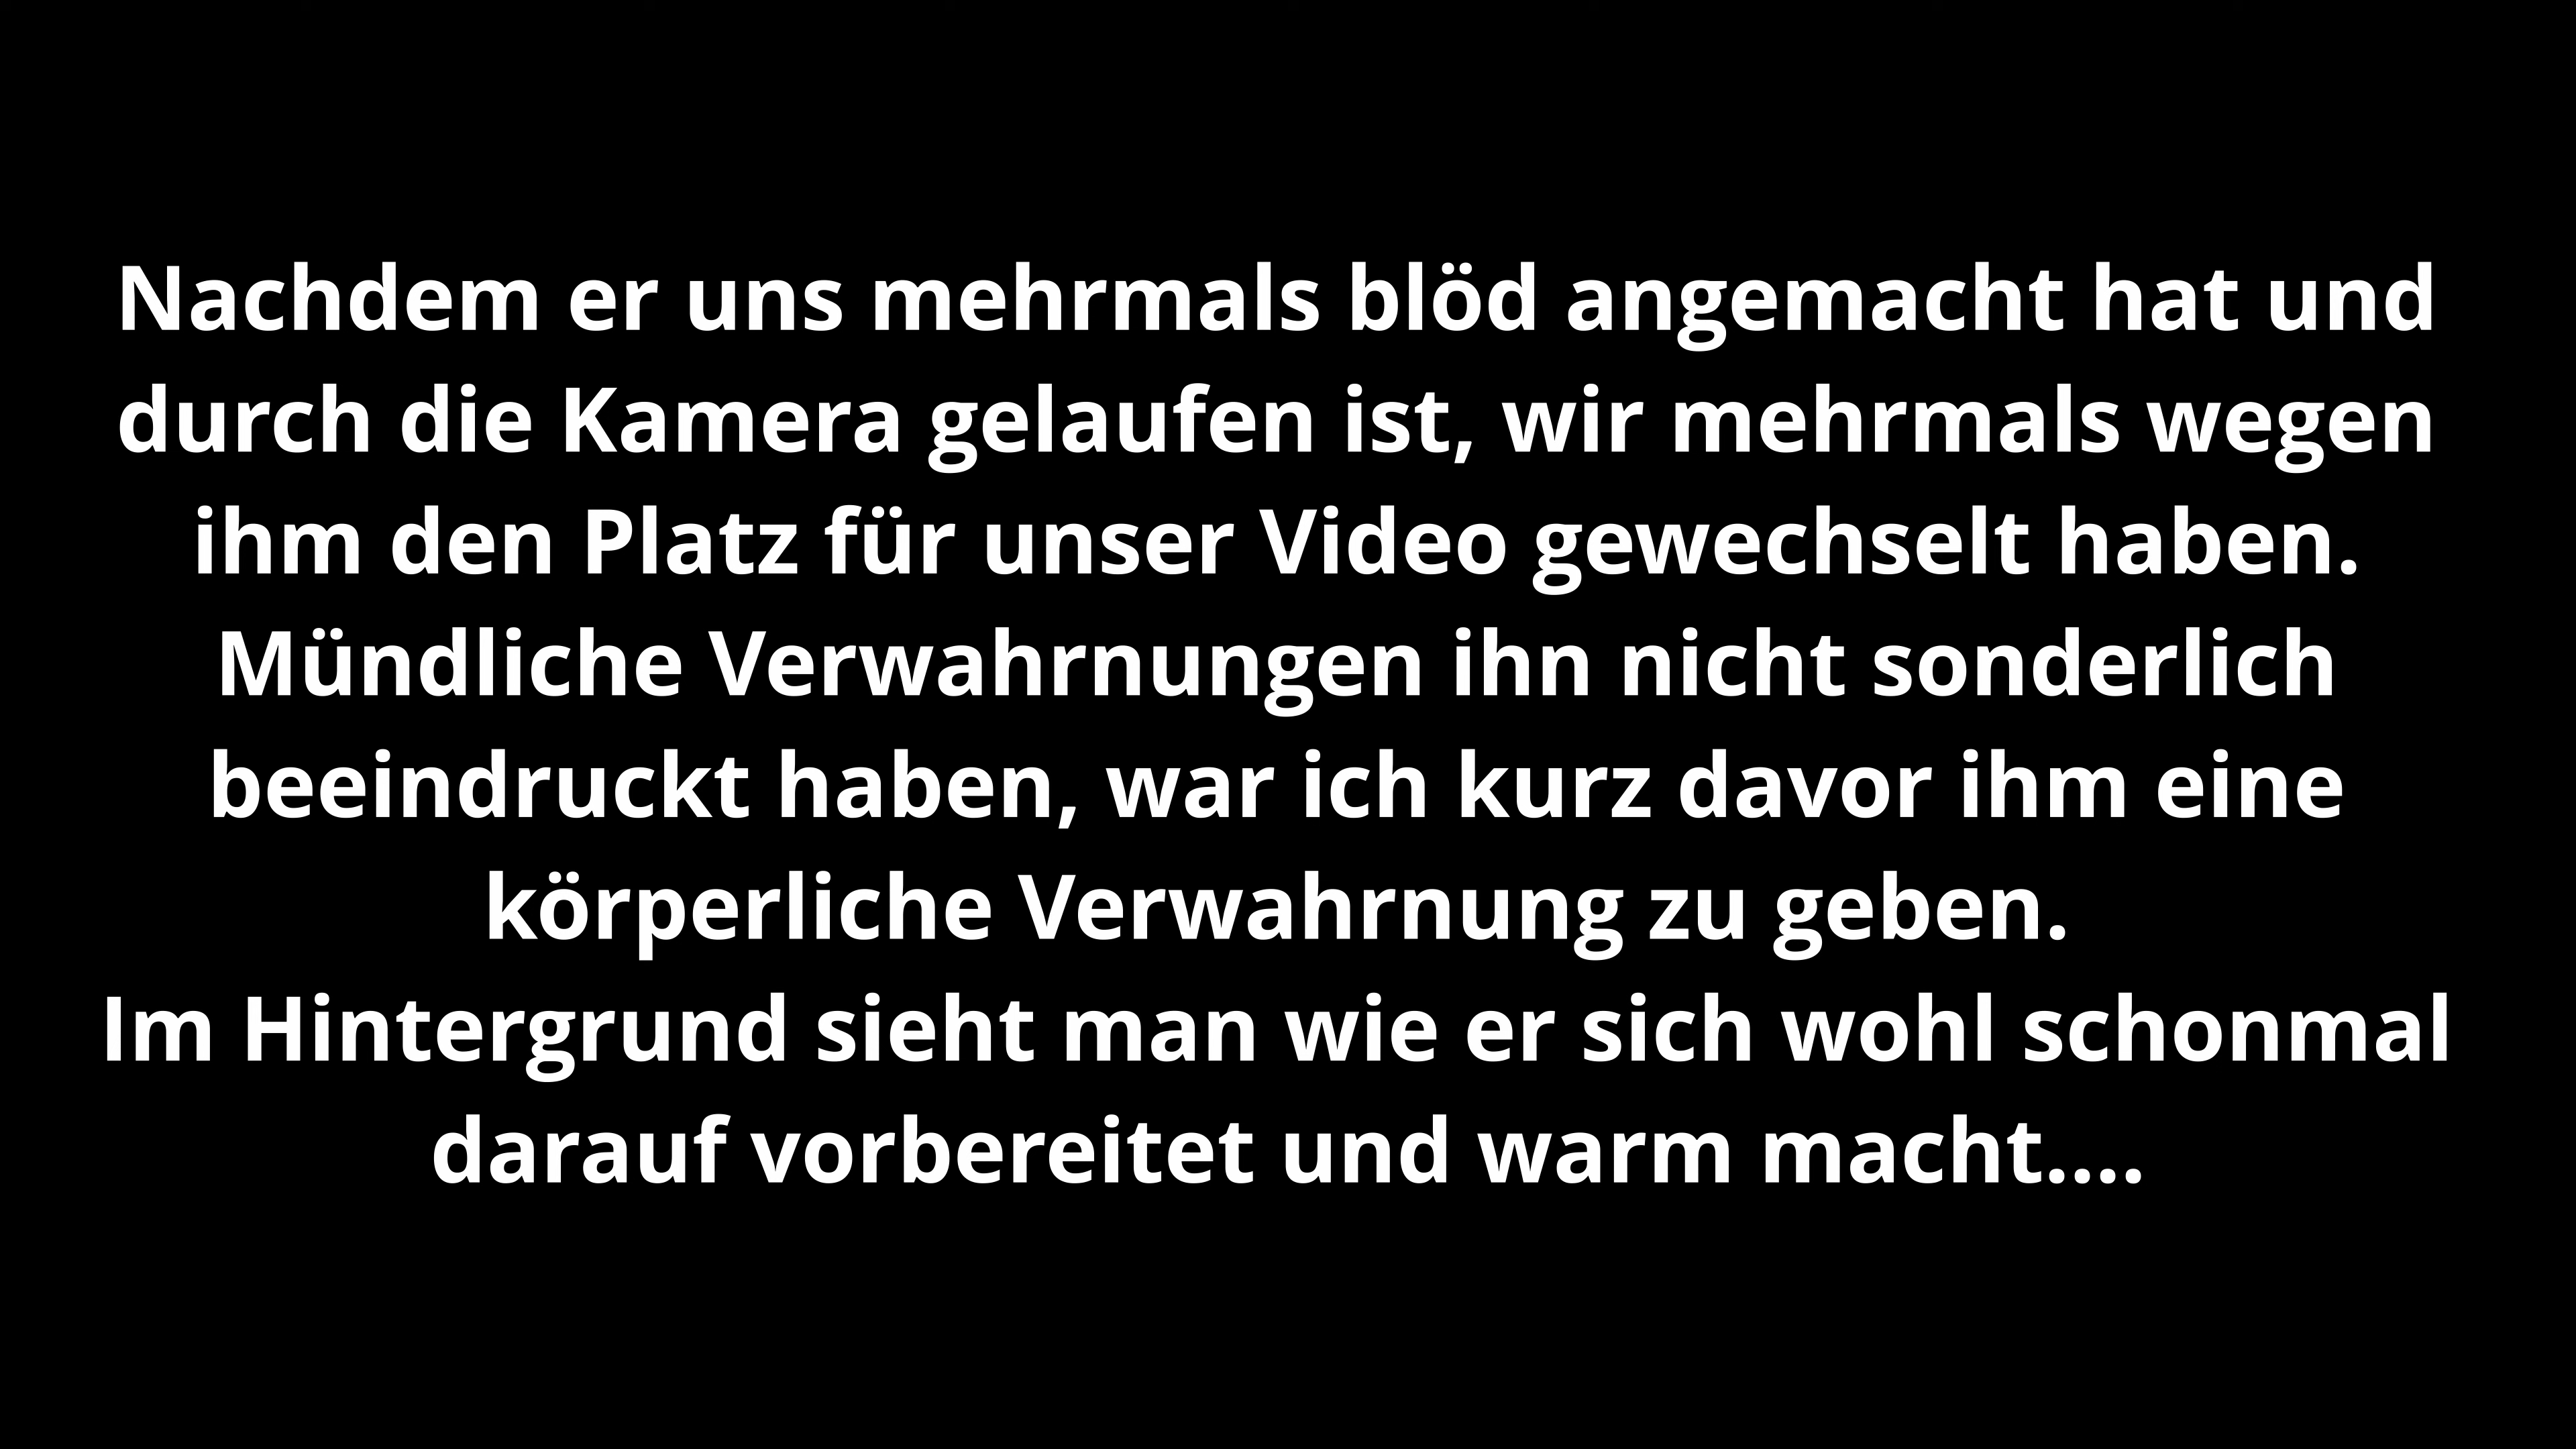 Nachdem er uns mehrmals blöd angemacht hat und
durch die Kamera gelaufen ist, wir mehrmals wegen
ihm den Platz für unser Video gewechselt haben.
Mündliche Verwahrnungen ihn nicht sonderlich
beeindruckt haben, war ich kurz davor ihm eine
körperliche Verwahrnung zu geben.
Im Hintergrund sieht man wie er sich wohl schonmal
darauf vorbereitet und warm macht....